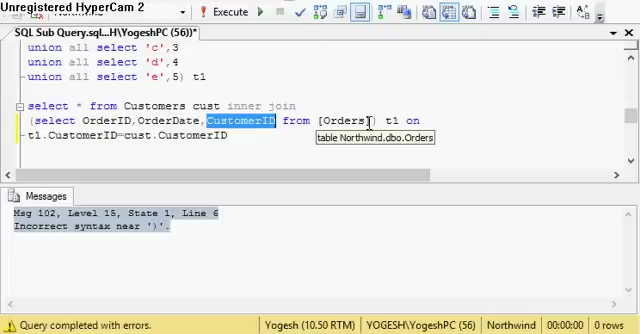 Unregistered HyperCam 2
Northwind
Execute
SQL Sub Query.sql...H\YogeshPC (56))*
union all select 'c',3
union all select 'd',4
union all select 'e',5) t1
select * from Customers cust inner join
(select OrderID,OrderDate,CustomerID from [Orders]) t1 on
table Northwind.dbo.Orders
t1.CustomerID=cust.CustomerID
Messages
Msg 102, Level 15, State 1, Line 6
Incorrect syntax near ')'.
Query completed with errors.
Yogesh (10.50 RTM)
YOGESH\YogeshPC (56)
Northwind
00:00:00
0 rows